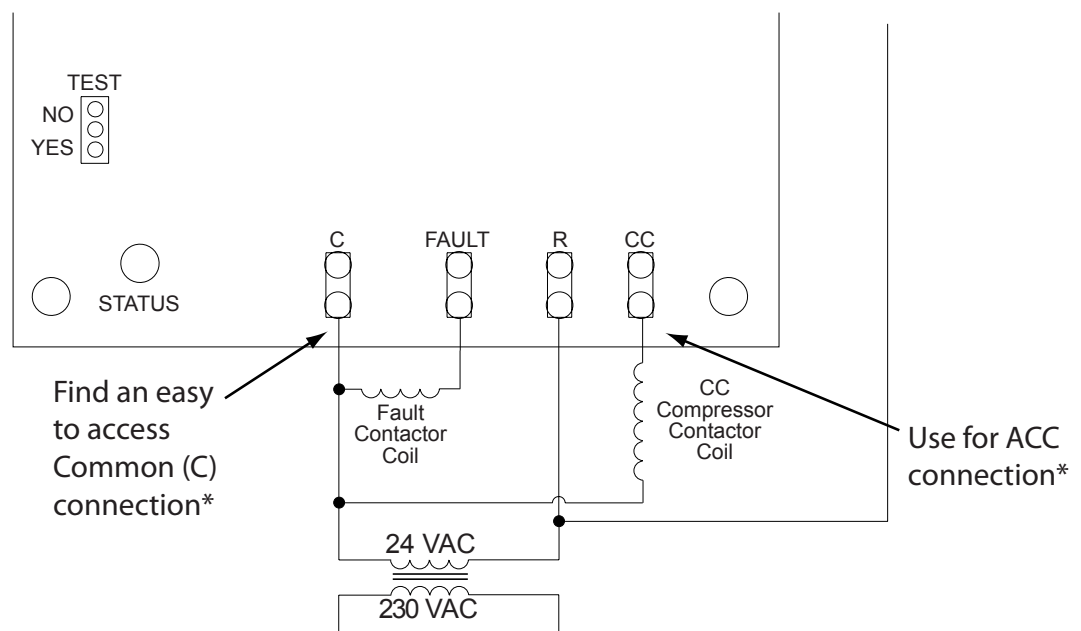 TEST
NO
YES
STATUS
C
FAULT
R
CC
Find an easy
to access
Common (C)
connection*
Fault
Contactor
Coil
CC
Compressor
Contactor
Coil
Use for ACC
connection*
24 VAC
230 VAC